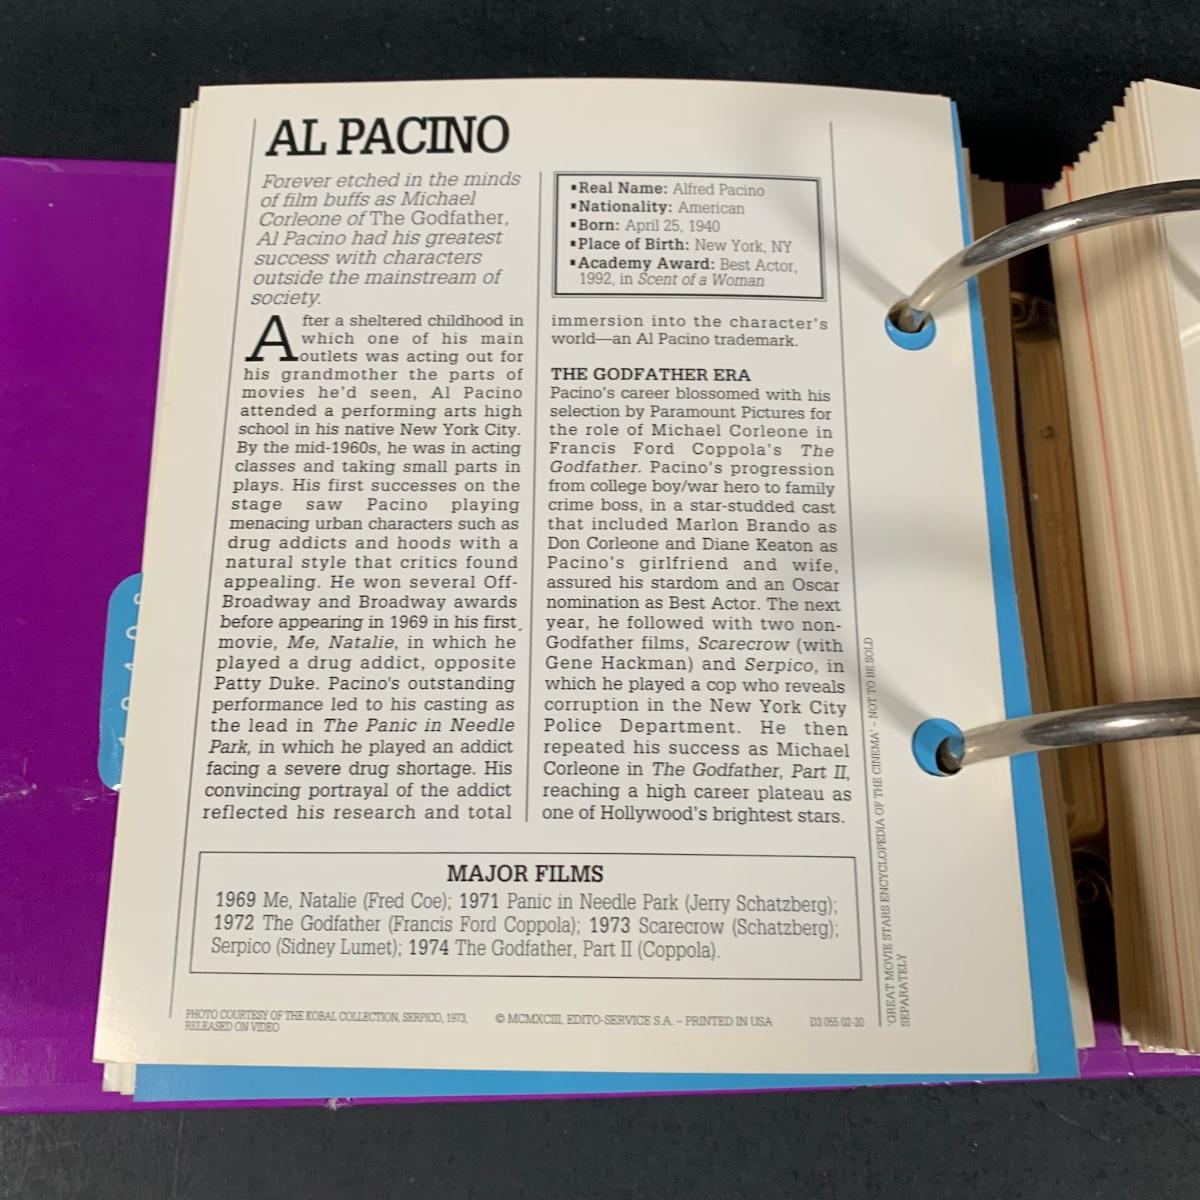 AL PACINO
Forever etched in the minds
of film buffs as Michael
Corleone of The Godfather,
Al Pacino had his greatest
success with characters
outside the mainstream of
society.
After a sheltered childhood in
which one of his main
outlets was acting out for
his grandmother the parts of
movies he'd seen, Al Pacino
attended a performing arts high
school in his native New York City.
By the mid-1960s, he was in acting
classes and taking small parts in
plays. His first successes on the
stage saw Pacino playing
menacing urban characters such as
drug addicts and hoods with a
natural style that critics found
appealing. He won several Off-
Broadway and Broadway awards
before appearing in 1969 in his first
movie, Me, Natalie, in which he
played a drug addict, opposite
Patty Duke. Pacino's outstanding
performance led to his casting as
the lead in The Panic in Needle
Park, in which he played an addict
facing a severe drug shortage. His
convincing portrayal of the addict
reflected his research and total
▪Real Name: Alfred Pacino
▪Nationality: American
▪Born: April 25, 1940
▪Place of Birth: New York, NY
▪Academy Award: Best Actor,
1992, in Scent of a Woman
immersion into the character's
world—an Al Pacino trademark.
THE GODFATHER ERA
Pacino's career blossomed with his
selection by Paramount Pictures for
the role of Michael Corleone in
Francis Ford Coppola's The
Godfather. Pacino's progression
from college boy/war hero to family
crime boss, in a star-studded cast
that included Marlon Brando as
Don Corleone and Diane Keaton as
Pacino's girlfriend and wife,
assured his stardom and an Oscar
nomination as Best Actor. The next
year, he followed with two non-
Godfather films, Scarecrow (with
Gene Hackman) and Serpico, in
which he played a cop who reveals
corruption in the New York City
Police Department. He then
repeated his success as Michael
Corleone in The Godfather, Part II,
reaching a high career plateau as
one of Hollywood's brightest stars.
MAJOR FILMS
1969 Me, Natalie (Fred Coe); 1971 Panic in Needle Park (Jerry Schatzberg);
1972 The Godfather (Francis Ford Coppola); 1973 Scarecrow (Schatzberg);
Serpico (Sidney Lumet); 1974 The Godfather, Part II (Coppola).
PHOTO COURTESY OF THE KOBAL COLLECTION, SERPICO, 1973,
RELEASED ON VIDEO
© MCMXCIII, EDITO-SERVICE S.A. – PRINTED IN USA
D3 055 02-20
'GREAT MOVIE STARS ENCYCLOPEDIA OF THE CINEMA' – NOT TO BE SOLD
SEPARATELY